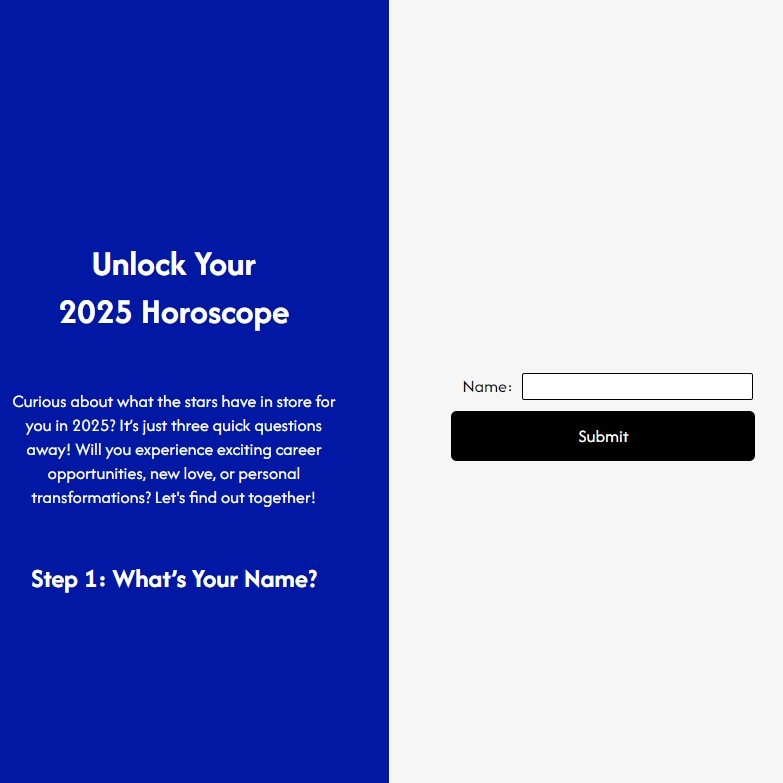 Unlock Your
2025 Horoscope
Curious about what the stars have in store for
you in 2025? It’s just three quick questions
away! Will you experience exciting career
opportunities, new love, or personal
transformations? Let's find out together!
Step 1: What’s Your Name?
Name:
Submit